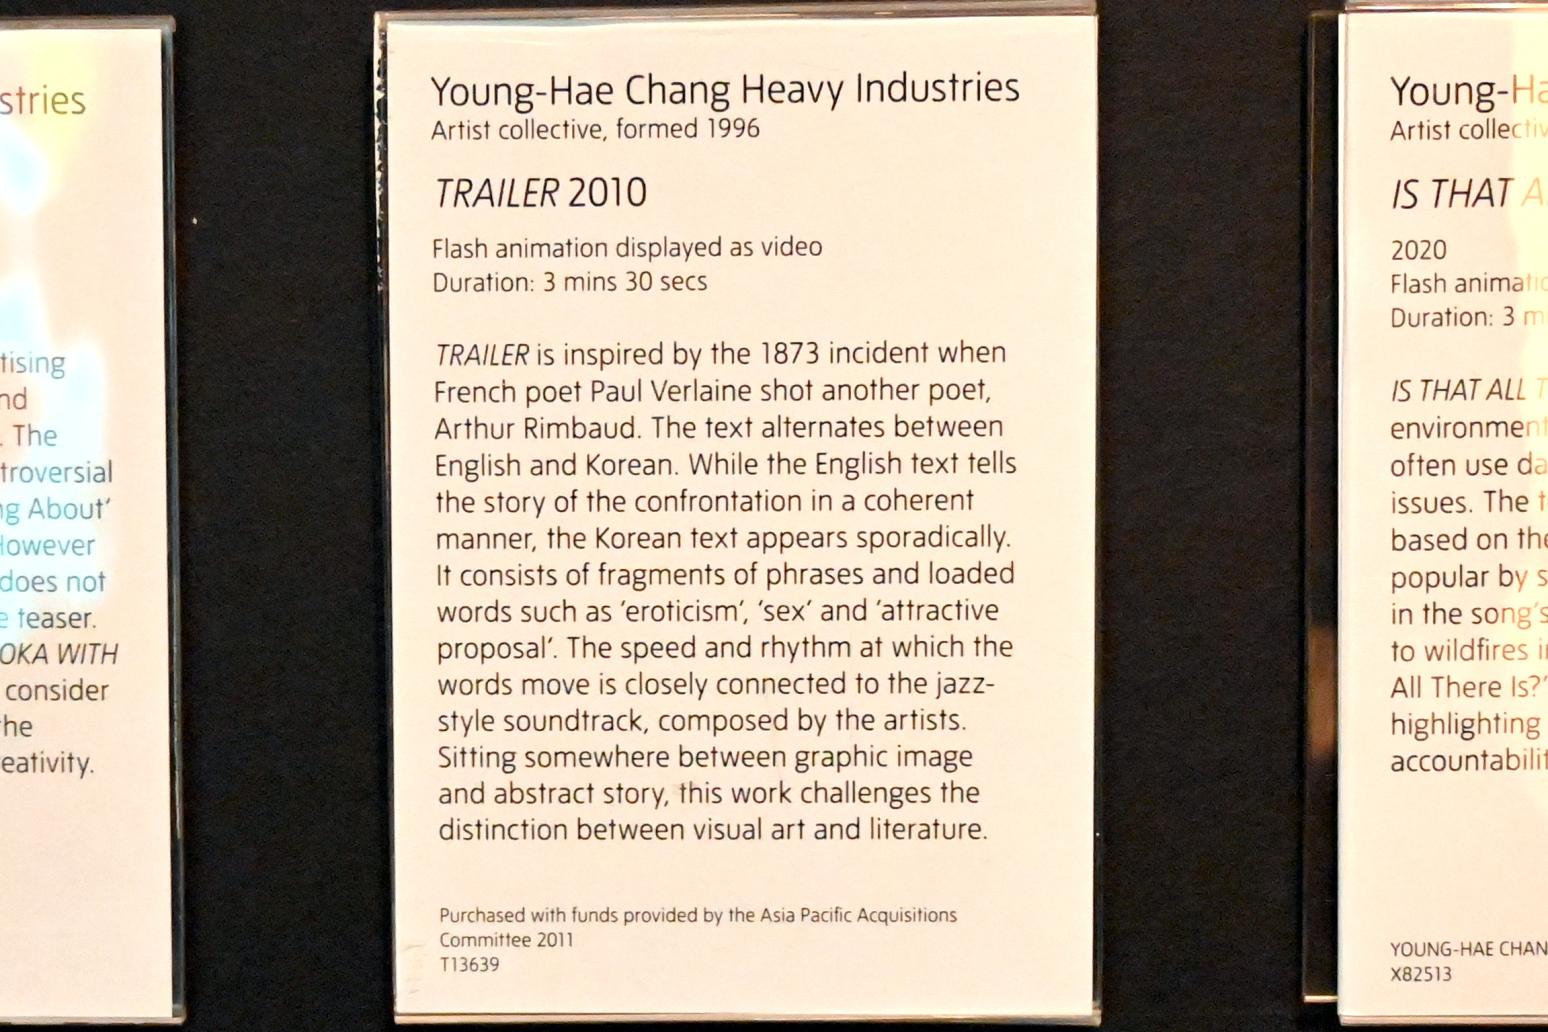 stries
tising
nd
. The
troversial
ng About'
However
does not
e teaser.
OKA WITH
consider
he
eativity.
Young-Hae Chang Heavy Industries
Artist collective, formed 1996
TRAILER 2010
Flash animation displayed as video
Duration: 3 mins 30 secs
TRAILER is inspired by the 1873 incident when
French poet Paul Verlaine shot another poet,
Arthur Rimbaud. The text alternates between
English and Korean. While the English text tells
the story of the confrontation in a coherent
manner, the Korean text appears sporadically.
It consists of fragments of phrases and loaded
words such as 'eroticism', 'sex' and 'attractive
proposal'. The speed and rhythm at which the
words move is closely connected to the jazz-
style soundtrack, composed by the artists.
Sitting somewhere between graphic image
and abstract story, this work challenges the
distinction between visual art and literature.
Purchased with funds provided by the Asia Pacific Acquisitions
Committee 2011
T13639
Young-Ha
Artist collectiv
IS THAT A
2020
Flash animatio
Duration: 3 m
IS THAT ALL T
environment
often use da
issues. The t
based on the
popular by s
in the song's
to wildfires in
All There Is?'
highlighting
accountabilit
YOUNG-HAE CHAN
X82513